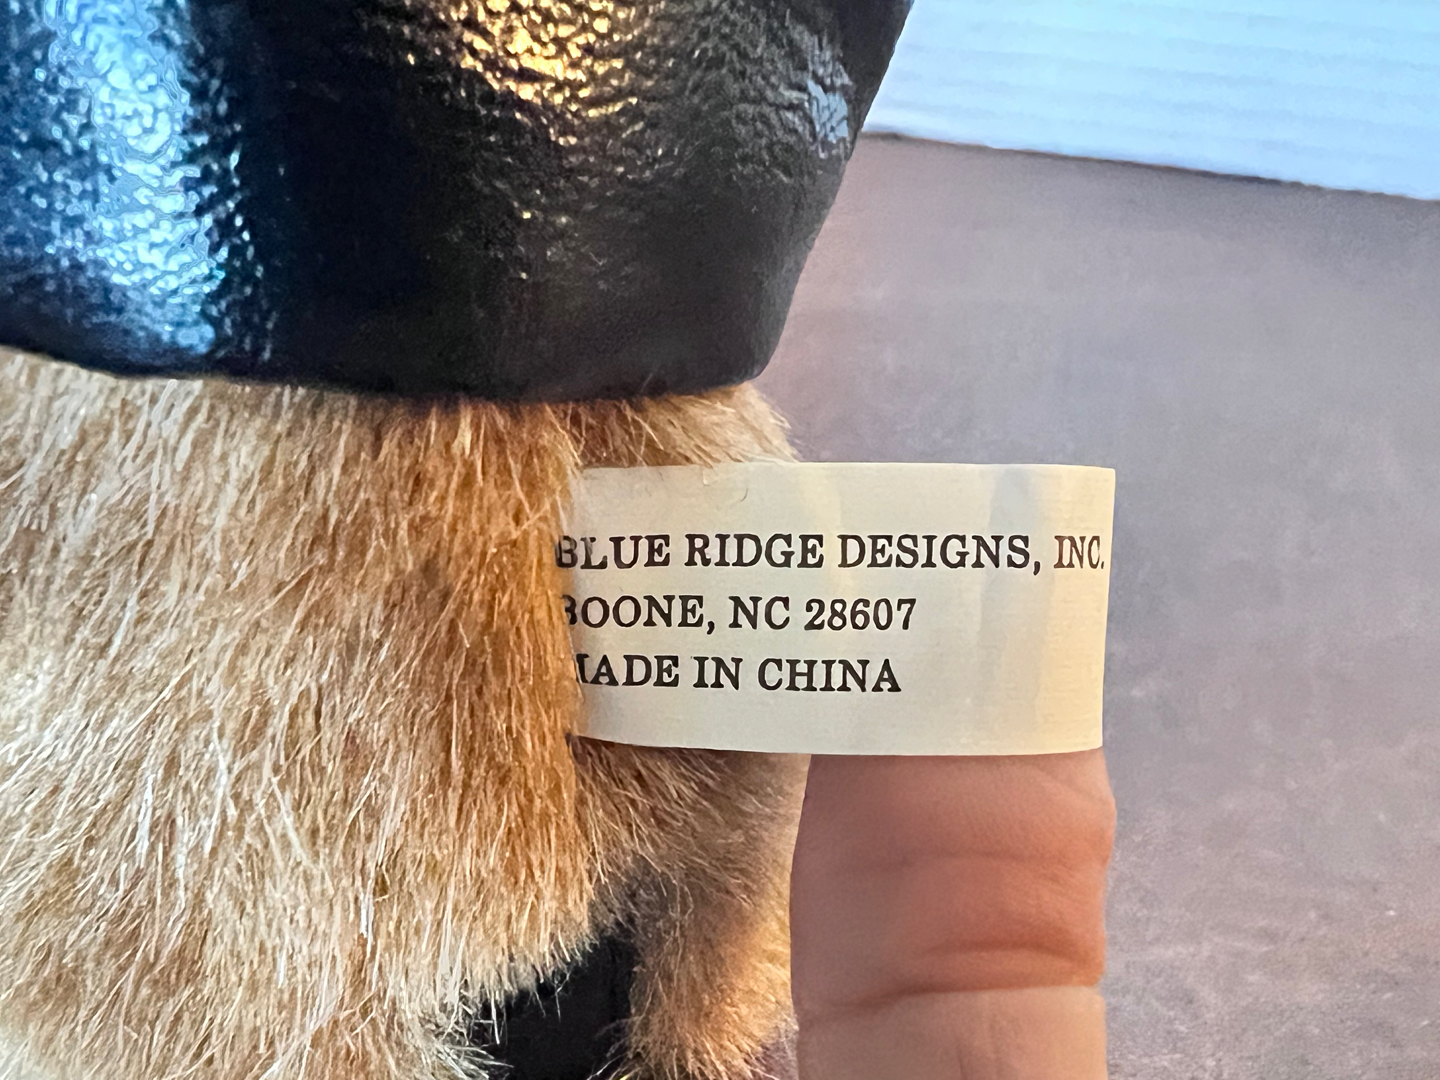 BLUE RIDGE DESIGNS, INC.
BOONE, NC 28607
MADE IN CHINA